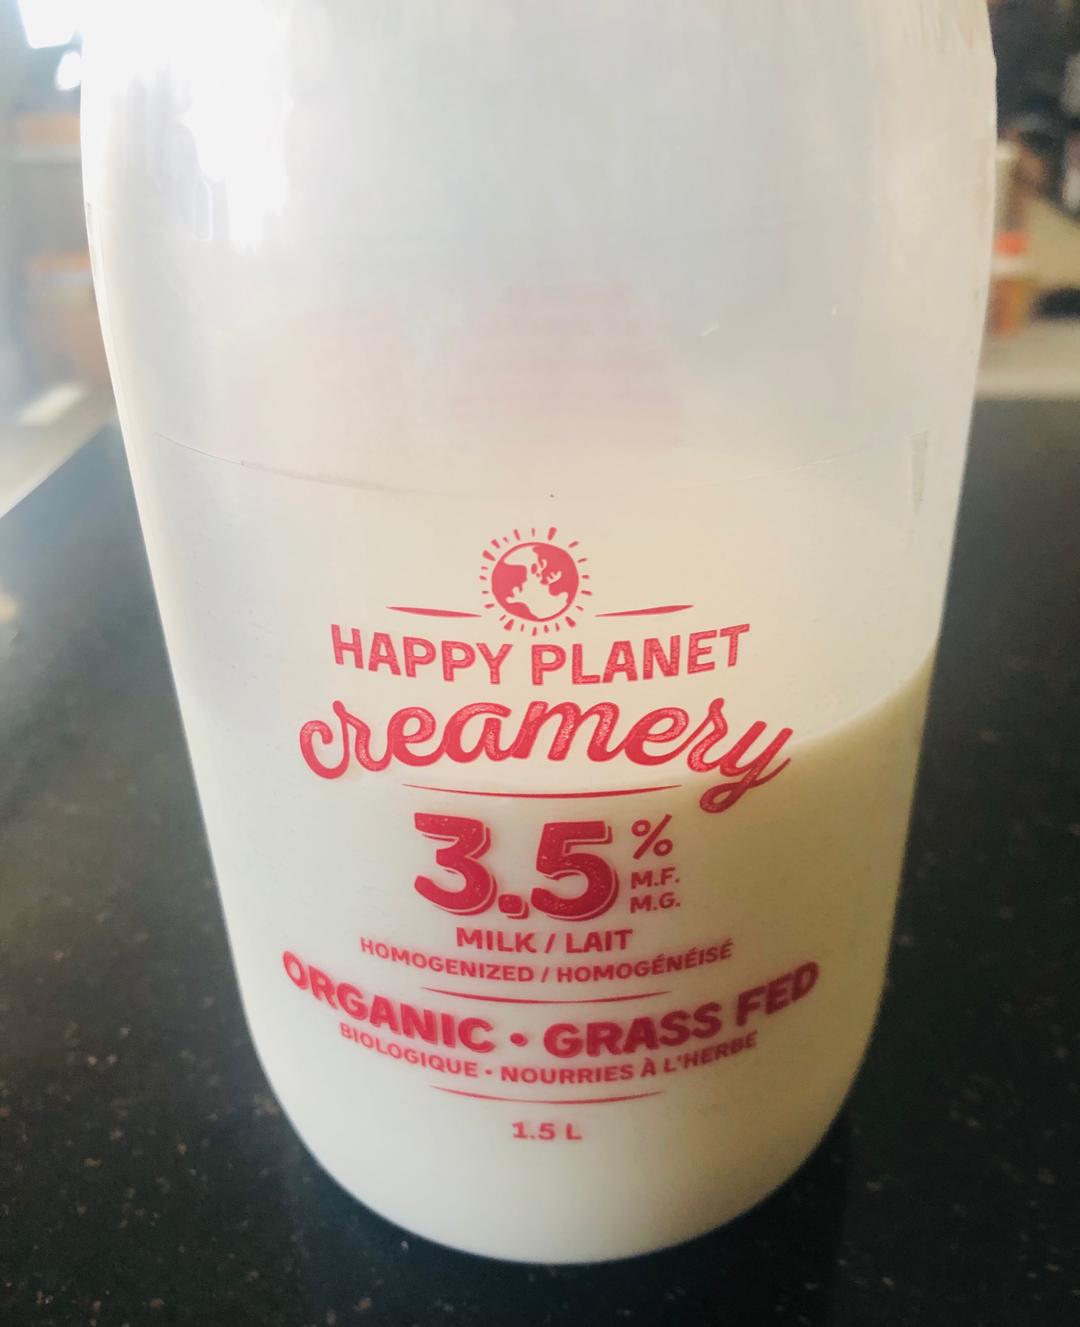 HAPPY PLANET
creamery
3.5%
M.F.
M.G.
MILK / LAIT
HOMOGENIZED / HOMOGÉNÉISÉ
ORGANIC • GRASS FED
BIOLOGIQUE • NOURRIES À L'HERBE
1.5 L